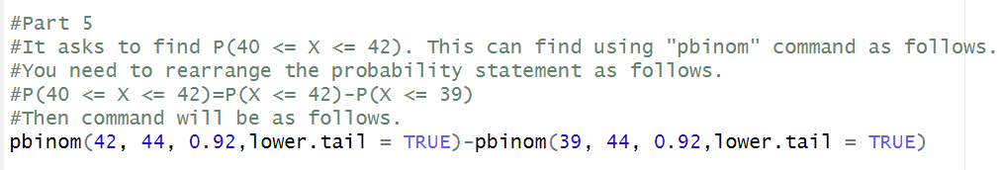 #Part 5
#It asks to find P(40 <= X <= 42). This can find using "pbinom" command as follows.
#You need to rearrange the probability statement as follows.
#P(40 <= X <= 42)=P(X <= 42)-P(X <= 39)
#Then command will be as follows.
pbinom(42, 44, 0.92,lower.tail = TRUE)-pbinom(39, 44, 0.92,lower.tail = TRUE)